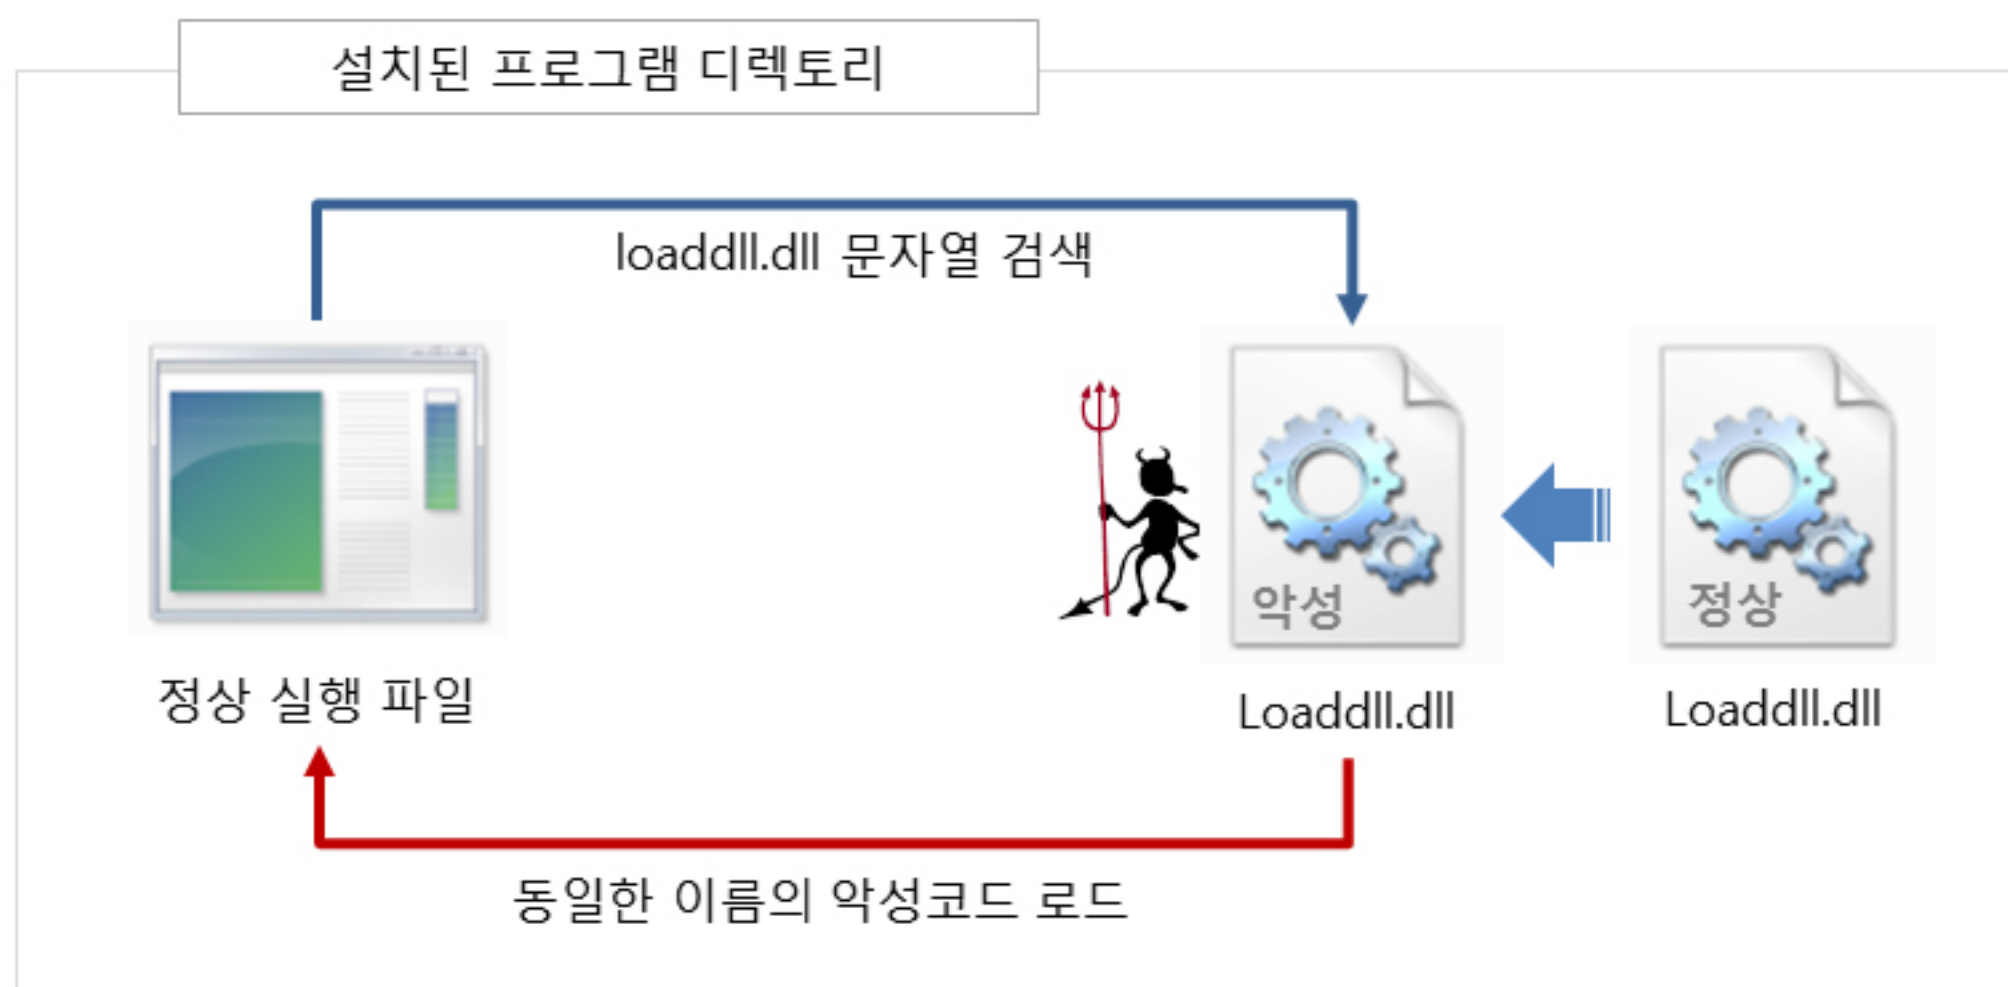 설치된 프로그램 디렉토리
loaddll.dll 문자열 검색
악성
정상
정상 실행 파일
Loaddll.dll
Loaddll.dll
동일한 이름의 악성코드 로드